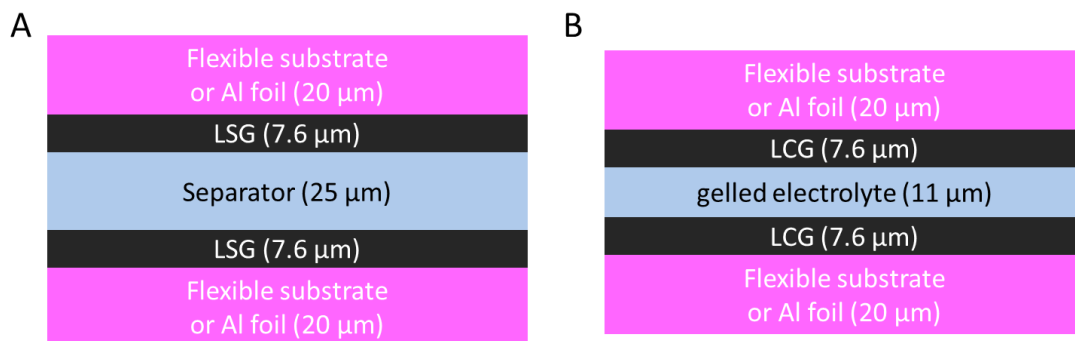 A
Flexible substrate
or Al foil (20 μm)
LSG (7.6 μm)
Separator (25 μm)
LSG (7.6 μm)
Flexible substrate
or Al foil (20 μm)
B
Flexible substrate
or Al foil (20 μm)
LCG (7.6 μm)
gelled electrolyte (11 μm)
LCG (7.6 μm)
Flexible substrate
or Al foil (20 μm)